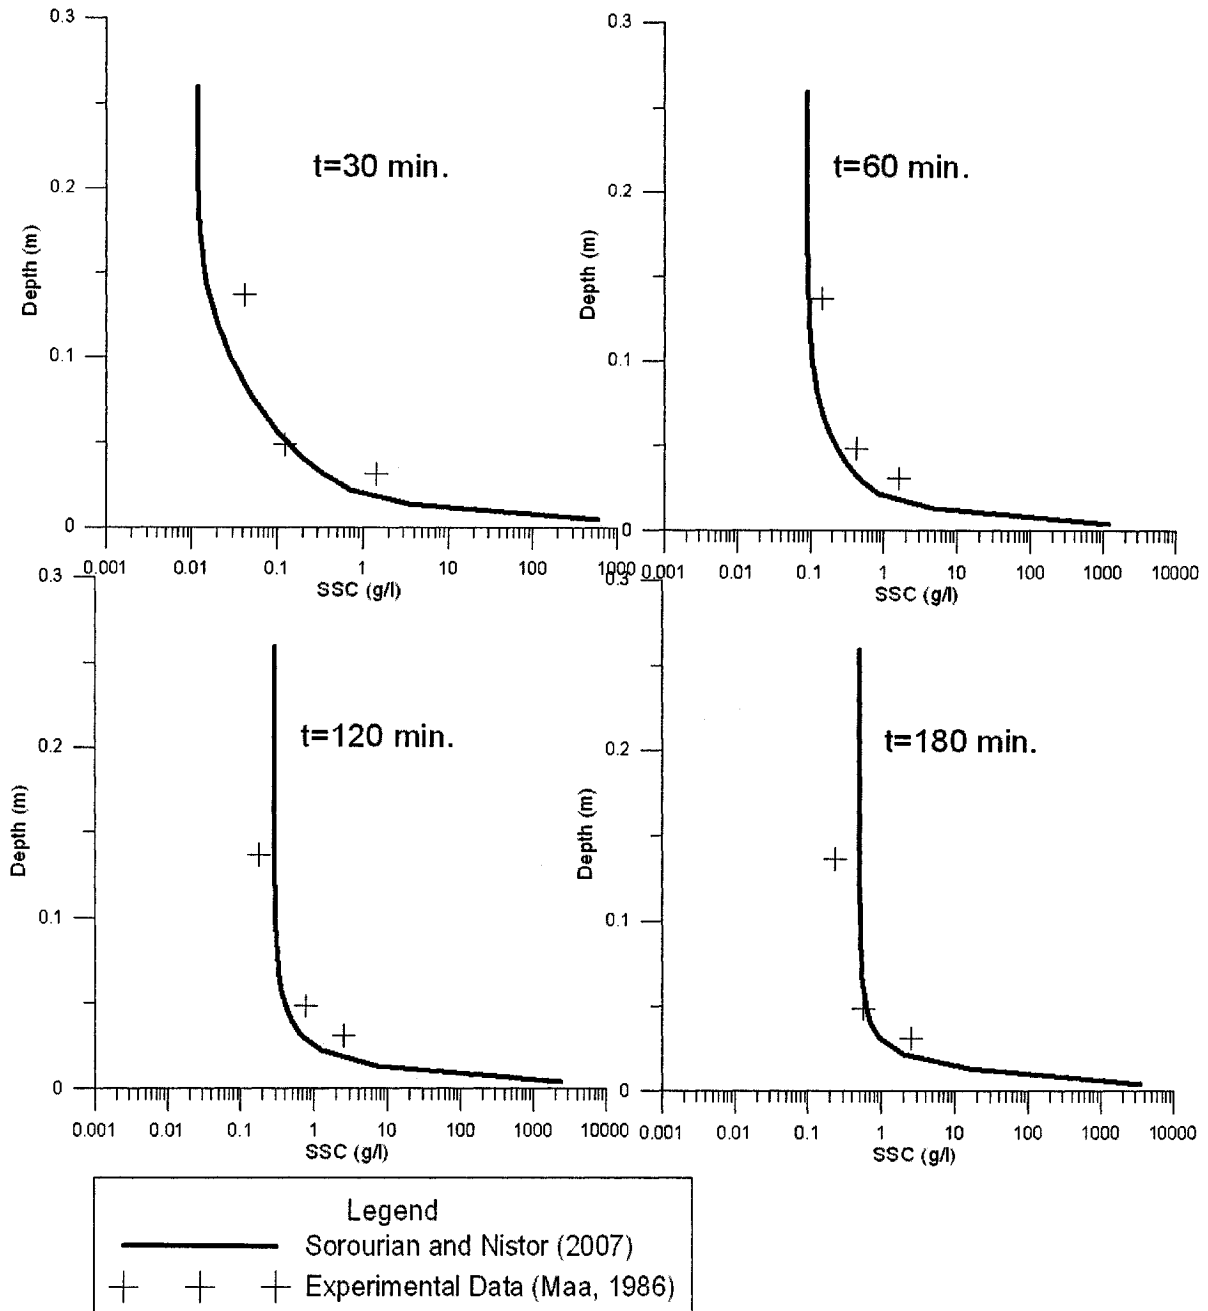 0.3
0.2
0.1
0
Depth (m)
t=30 min.
0.001 0.01 0.1 1 10 100 1000
SSC (g/l)
0.3
0.2
0.1
0
Depth (m)
t=60 min.
0.001 0.01 0.1 1 10 100 1000 10000
SSC (g/l)
0.3
0.2
0.1
0
Depth (m)
t=120 min.
0.001 0.01 0.1 1 10 100 1000 10000
SSC (g/l)
0.3
0.2
0.1
0
Depth (m)
t=180 min.
0.001 0.01 0.1 1 10 100 1000 10000
SSC (g/l)
Legend
Sorourian and Nistor (2007)
Experimental Data (Maa, 1986)